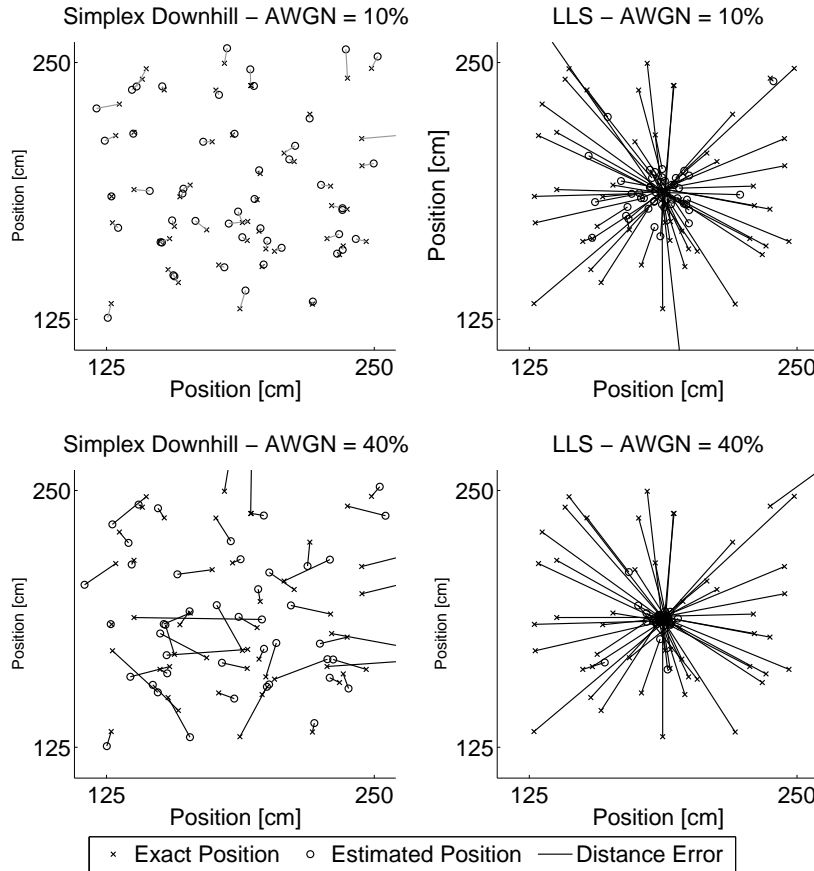 Simplex Downhill – AWGN = 10%
LLS – AWGN = 10%
250
125
Position [cm]
125
250
Position [cm]
250
125
Position [cm]
125
250
Position [cm]
Simplex Downhill – AWGN = 40%
LLS – AWGN = 40%
250
125
Position [cm]
125
250
Position [cm]
250
125
Position [cm]
125
250
Position [cm]
Exact Position
Estimated Position
Distance Error